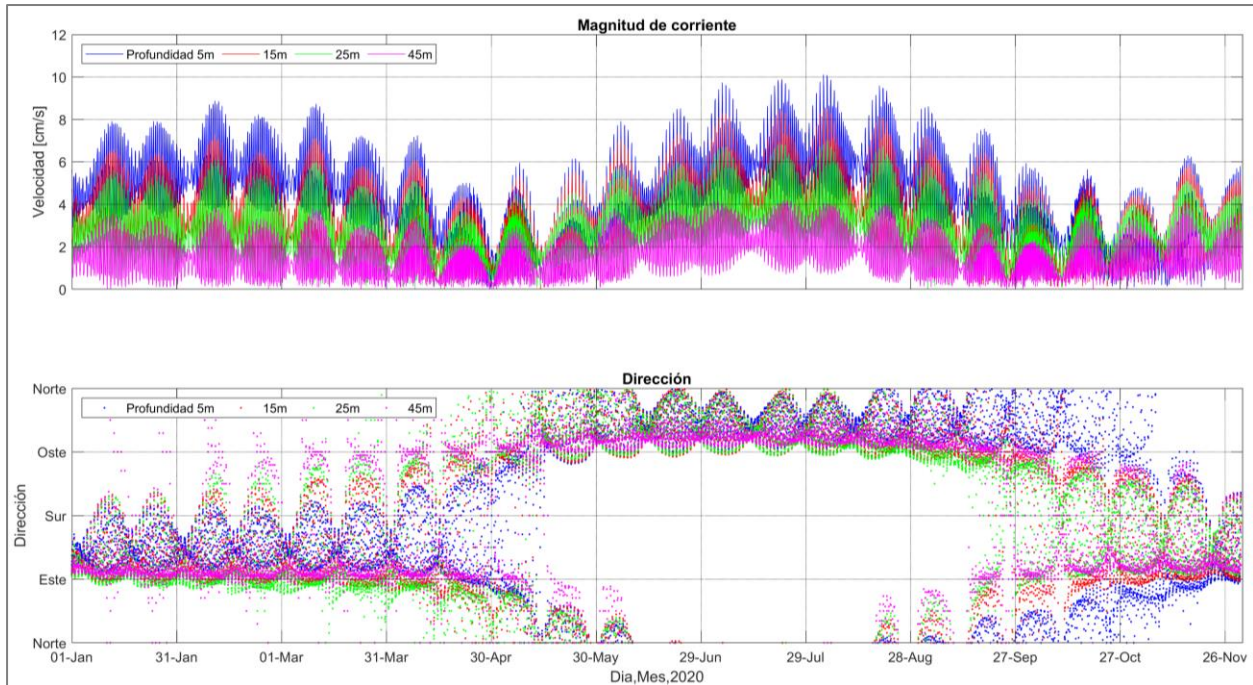 Magnitud de corriente
12
10
8
6
4
2
0
Velocidad [cm/s]
Profundidad 5m 15m 25m 45m
Dirección
Norte
Oste
Sur
Este
Norte
Dirección
Profundidad 5m 15m 25m 45m
01-Jan 31-Jan 01-Mar 31-Mar 30-Apr 30-May 29-Jun 29-Jul 28-Aug 27-Sep 27-Oct 26-Nov
Dia,Mes,2020